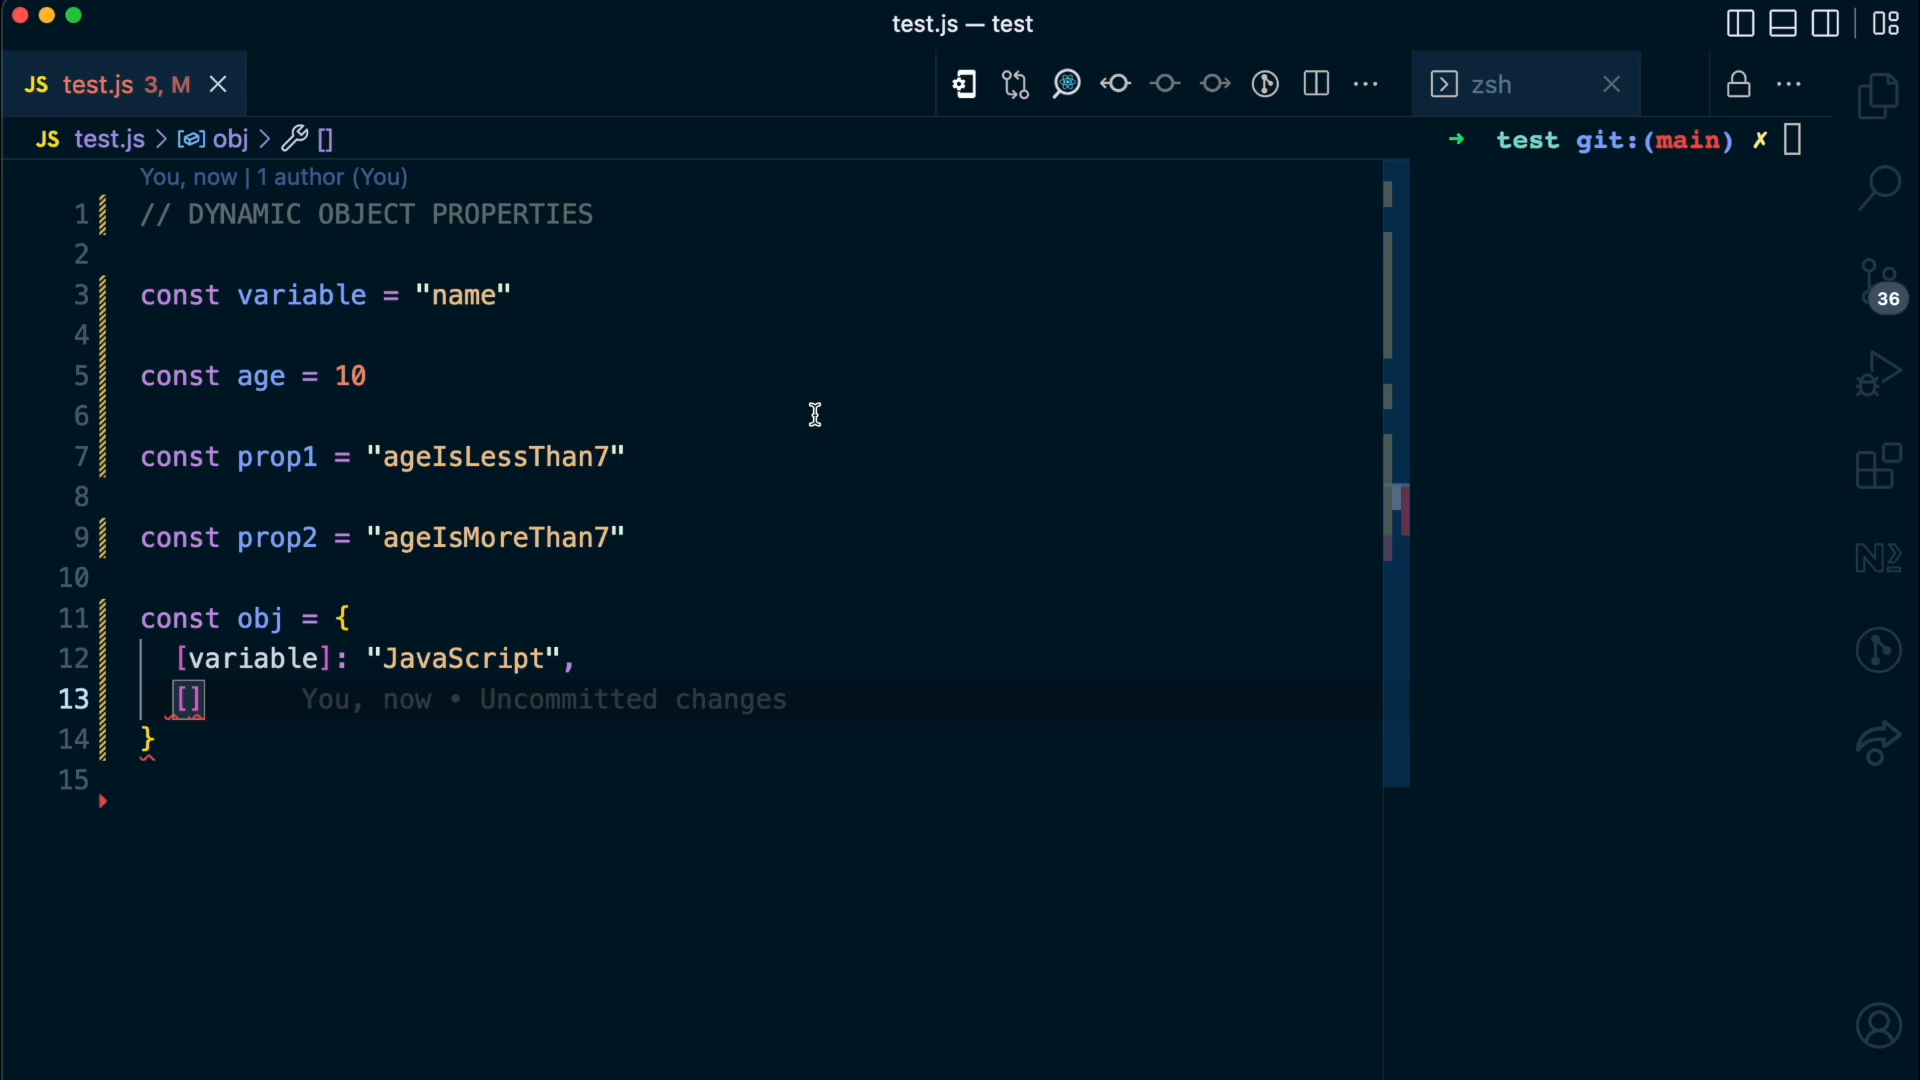 test.js — test
JS test.js 3, M
zsh
JS test.js > obj > []
➜ test git:(main) ✗
You, now | 1 author (You)
1 // DYNAMIC OBJECT PROPERTIES
2
3 const variable = "name"
4
5 const age = 10
6
7 const prop1 = "ageIsLessThan7"
8
9 const prop2 = "ageIsMoreThan7"
10
11 const obj = {
12 [variable]: "JavaScript",
13 [] You, now • Uncommitted changes
14 }
15
36